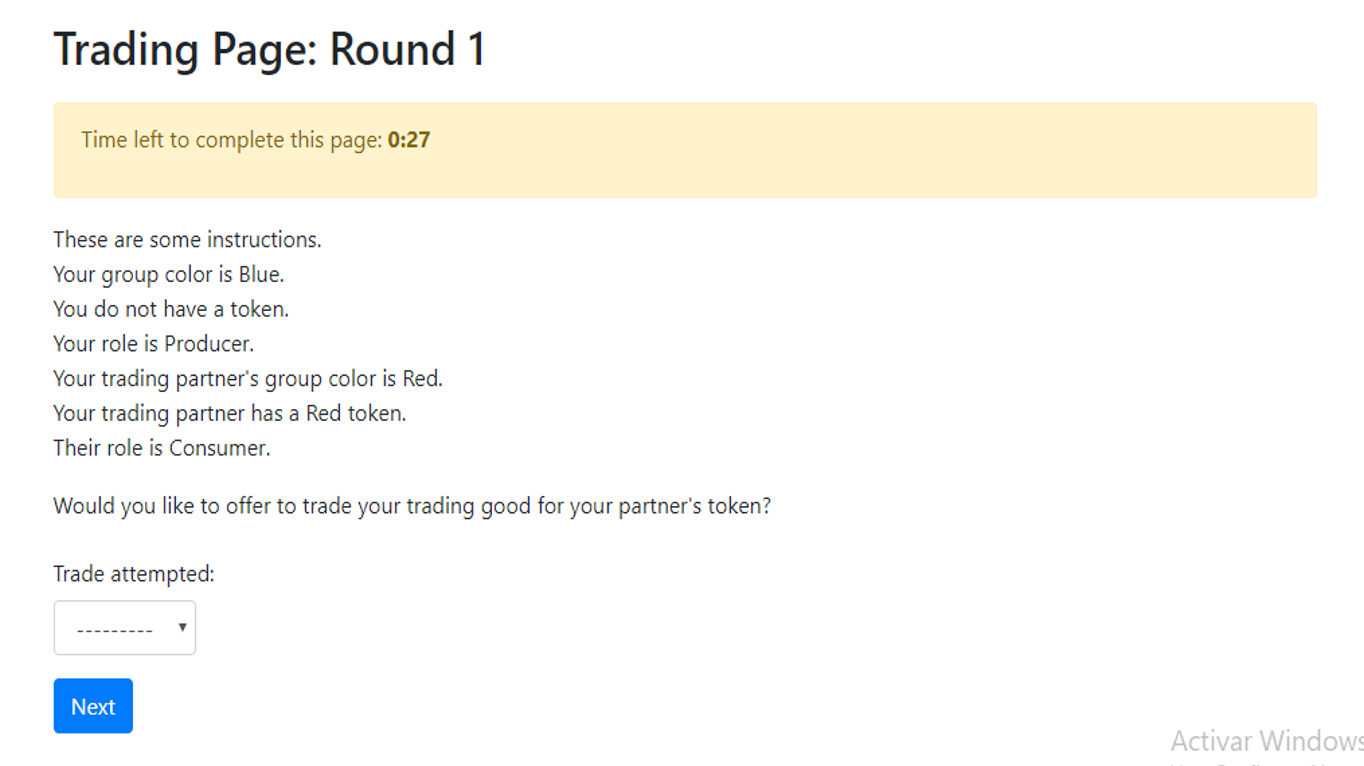 Trading Page: Round 1
Time left to complete this page: 0:27
These are some instructions.
Your group color is Blue.
You do not have a token.
Your role is Producer.
Your trading partner's group color is Red.
Your trading partner has a Red token.
Their role is Consumer.
Would you like to offer to trade your trading good for your partner's token?
Trade attempted:
---------
Next
Activar Windows